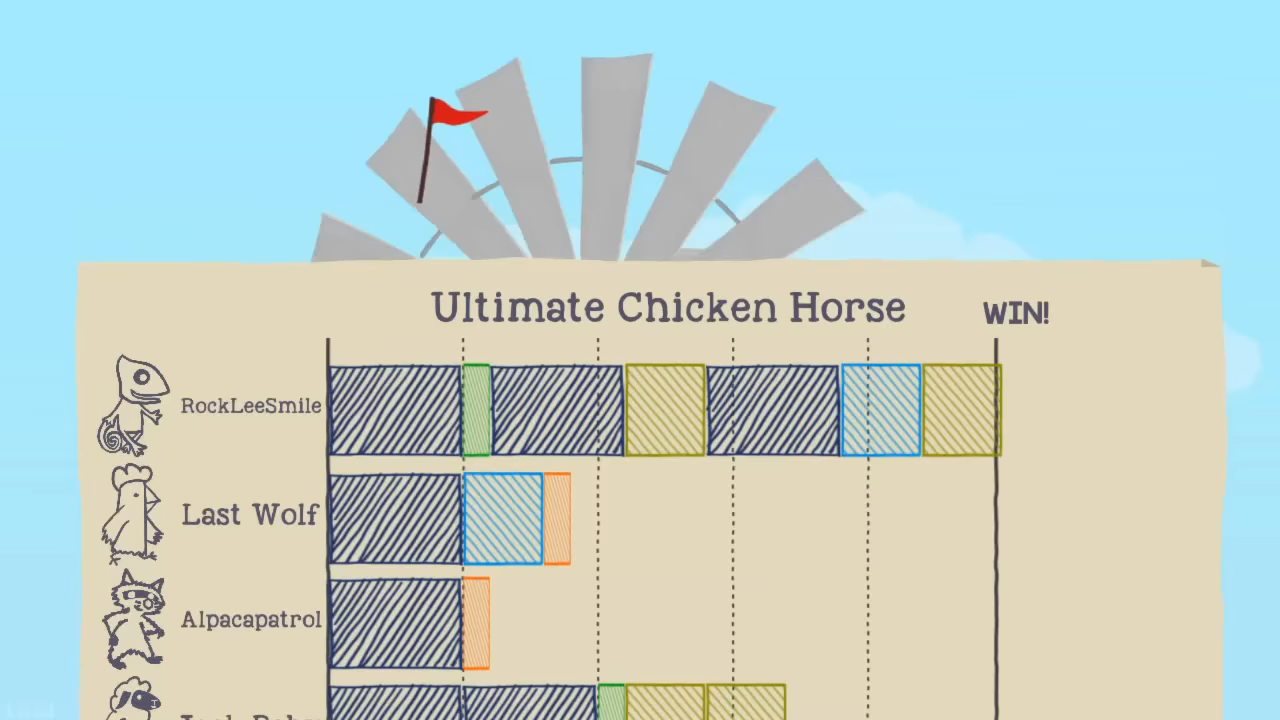 Ultimate Chicken Horse
WIN!
RockLeeSmile
Last Wolf
Alpacapatrol